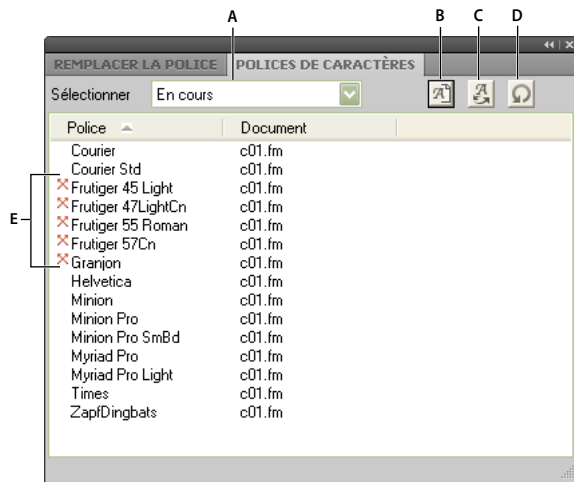 A B C D
REMPLACER LA POLICE POLICES DE CARACTÈRES
Sélectionner En cours
Police Document
Courier c01.fm
Courier Std c01.fm
Frutiger 45 Light c01.fm
Frutiger 47LightCn c01.fm
Frutiger 55 Roman c01.fm
E Frutiger 57Cn c01.fm
Granjon c01.fm
Helvetica c01.fm
Minion c01.fm
Minion Pro c01.fm
Minion Pro SmBd c01.fm
Myriad Pro c01.fm
Myriad Pro Light c01.fm
Times c01.fm
ZapfDingbats c01.fm